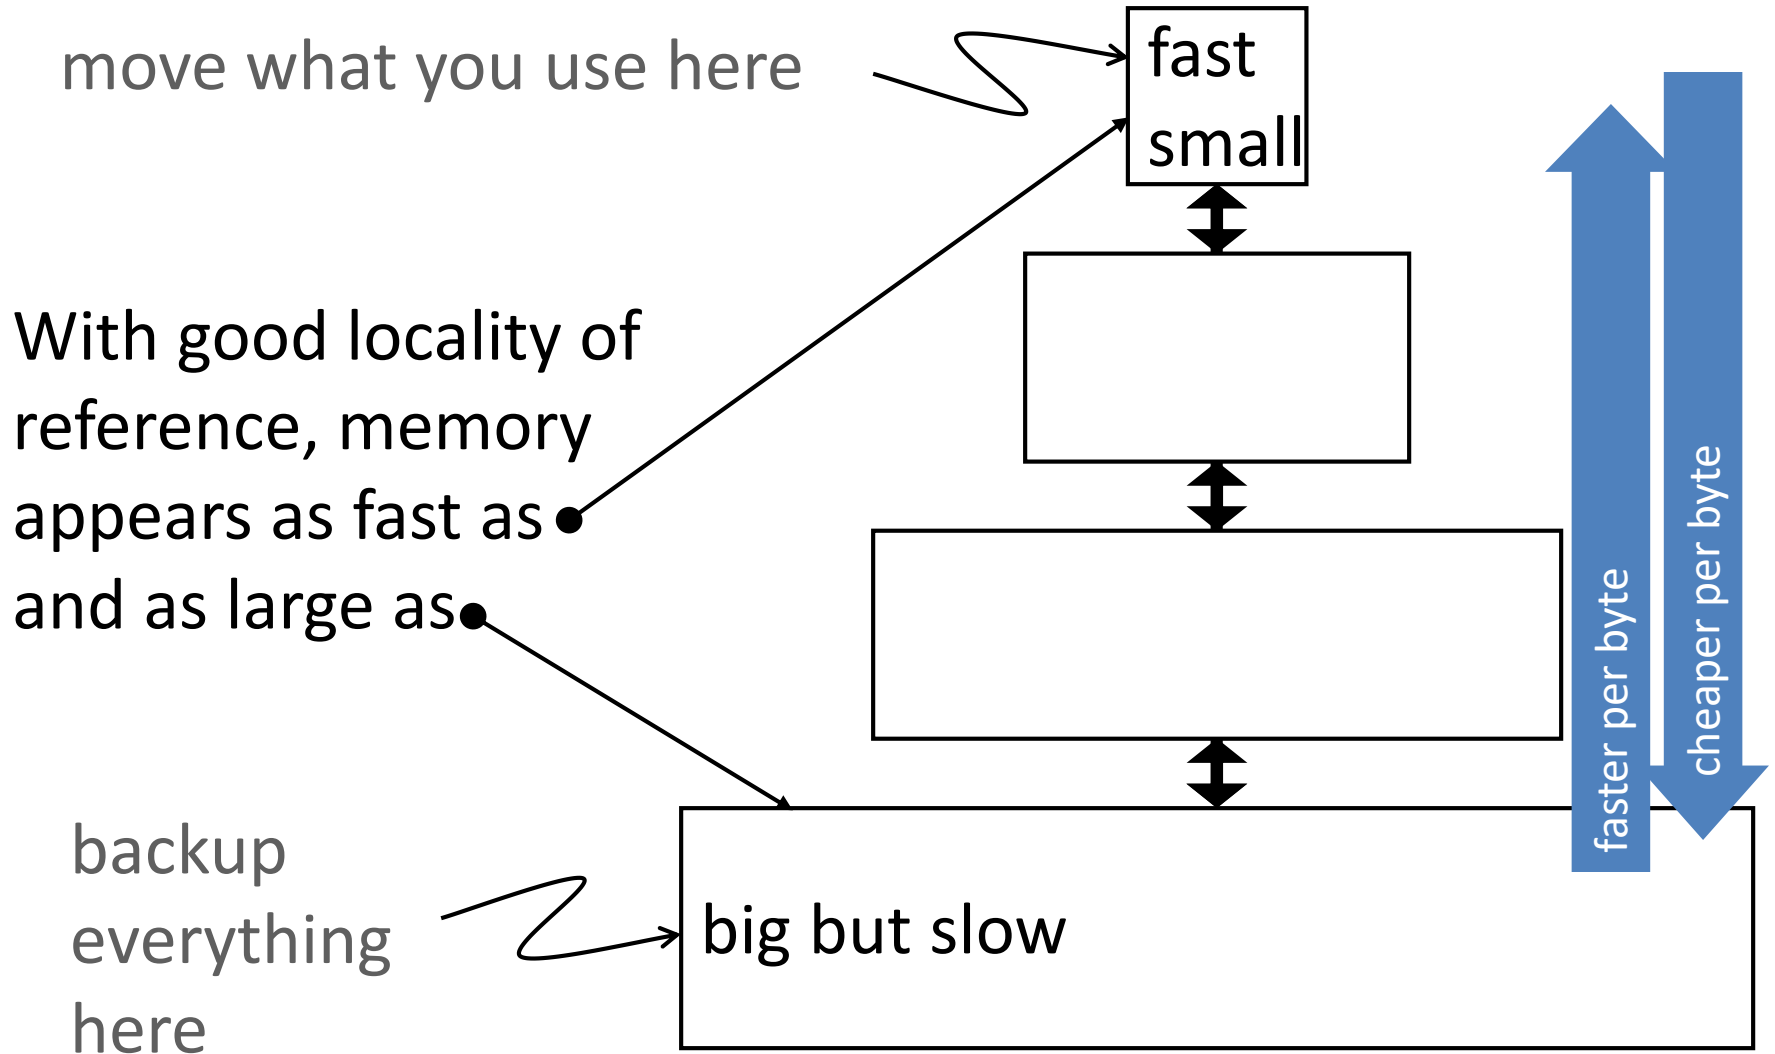 move what you use here
fast
small
With good locality of
reference, memory
appears as fast as
and as large as
faster per byte
cheaper per byte
backup
everything
here
big but slow